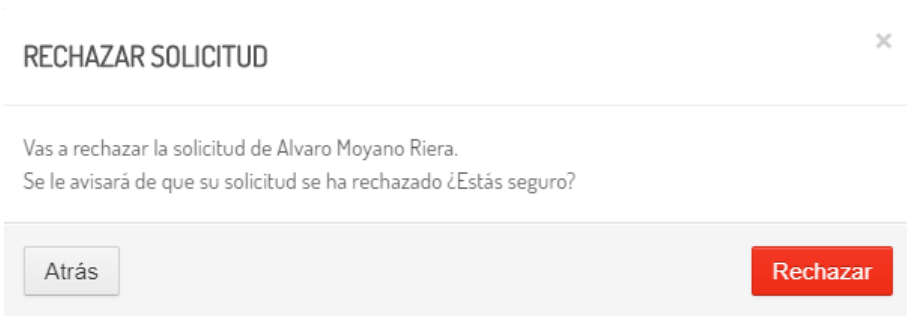 RECHAZAR SOLICITUD
×
Vas a rechazar la solicitud de Alvaro Moyano Riera.
Se le avisará de que su solicitud se ha rechazado ¿Estás seguro?
Atrás
Rechazar